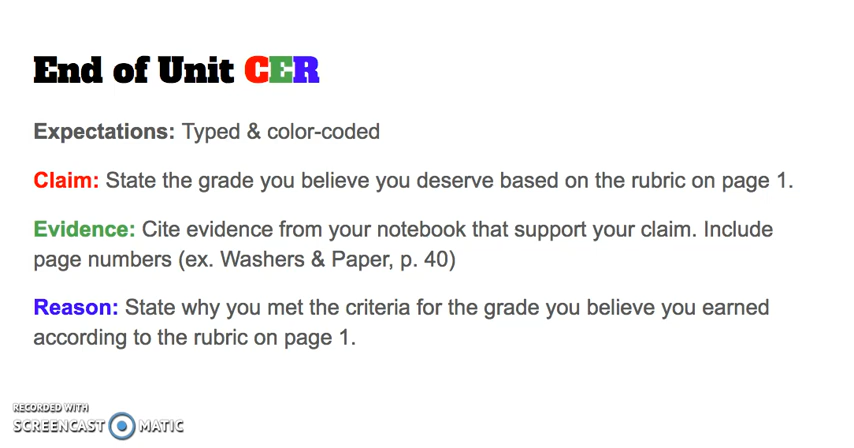 End of Unit CER
Expectations: Typed & color-coded
Claim: State the grade you believe you deserve based on the rubric on page 1.
Evidence: Cite evidence from your notebook that support your claim. Include
page numbers (ex. Washers & Paper, p. 40)
Reason: State why you met the criteria for the grade you believe you earned
according to the rubric on page 1.
RECORDED WITH
SCREENCAST MATIC